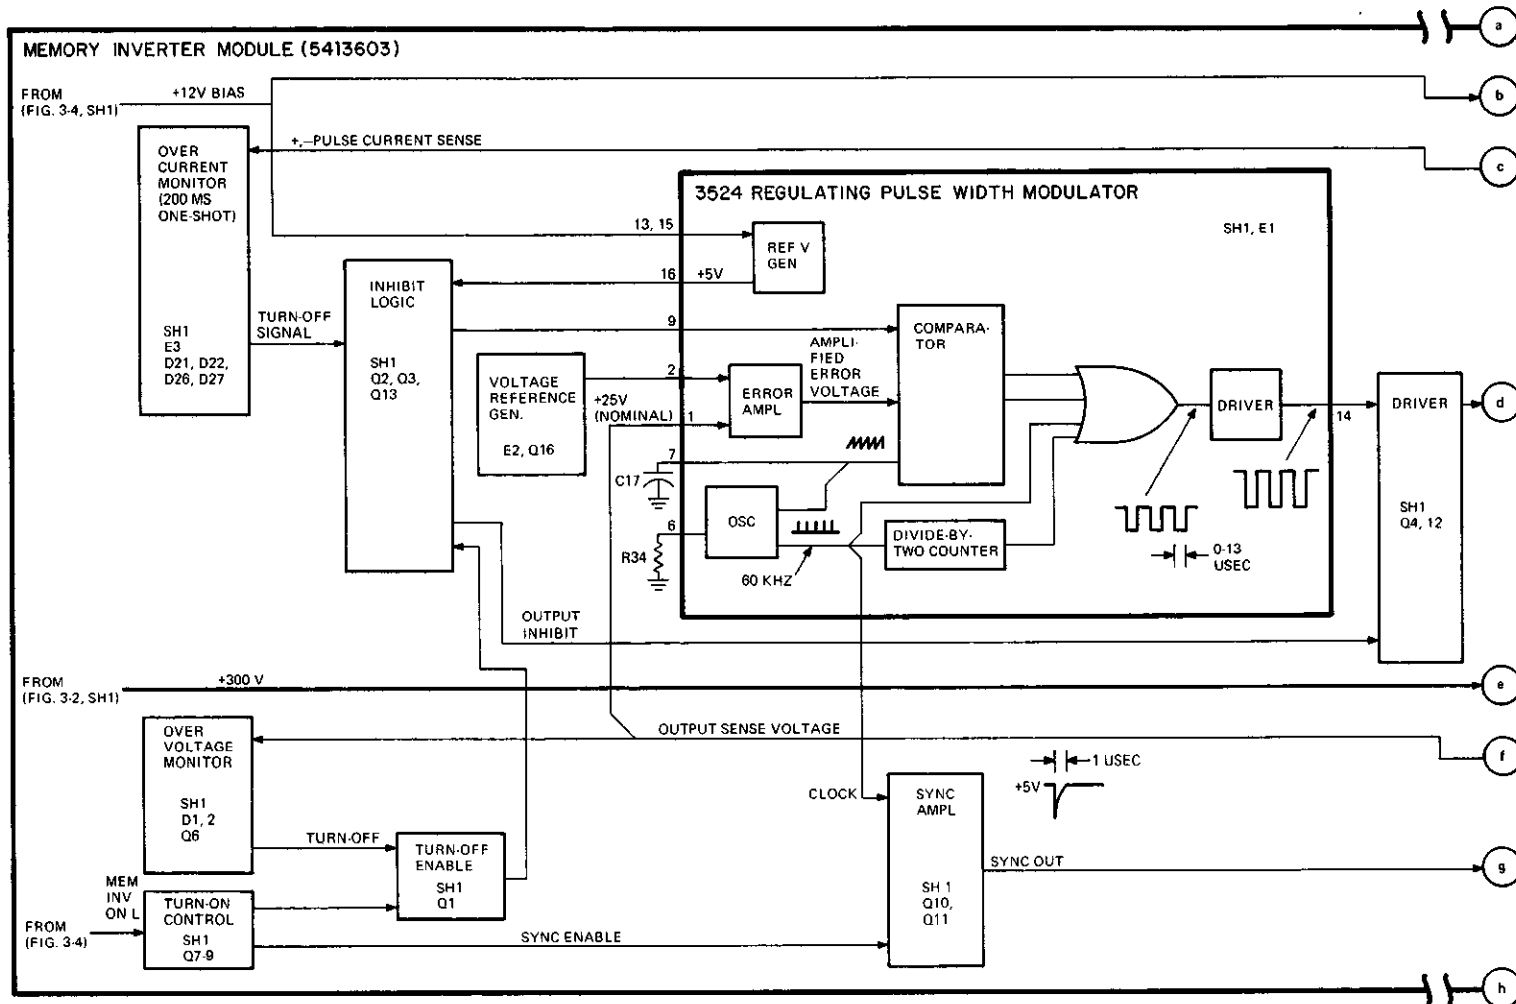 MEMORY INVERTER MODULE (5413603)
a
FROM
(FIG. 3-4, SH1)
+12V BIAS
b
+,–PULSE CURRENT SENSE
c
OVER
CURRENT
MONITOR
(200 MS
ONE-SHOT)
SH1
E3
D21, D22,
D26, D27
TURN-OFF
SIGNAL
INHIBIT
LOGIC
SH1
Q2, Q3,
Q13
3524 REGULATING PULSE WIDTH MODULATOR
SH1, E1
13, 15
REF V
GEN
16
+5V
9
VOLTAGE
REFERENCE
GEN.
E2, Q16
2
+25V
(NOMINAL)
1
ERROR
AMPL
AMPLI-
FIED
ERROR
VOLTAGE
COMPARA-
TOR
DRIVER
14
DRIVER
SH1
Q4, 12
d
7
C17
6
R34
OSC
60 KHZ
DIVIDE-BY-
TWO COUNTER
0-13
USEC
OUTPUT
INHIBIT
FROM
(FIG. 3-2, SH1)
+300 V
e
OUTPUT SENSE VOLTAGE
f
OVER
VOLTAGE
MONITOR
SH1
D1, 2
Q6
TURN-OFF
TURN-OFF
ENABLE
SH1
Q1
CLOCK
SYNC
AMPL
SH 1
Q10,
Q11
1 USEC
+5V
SYNC OUT
g
MEM
INV
ON L
FROM
(FIG. 3-4)
TURN-ON
CONTROL
SH1
Q7-9
SYNC ENABLE
h